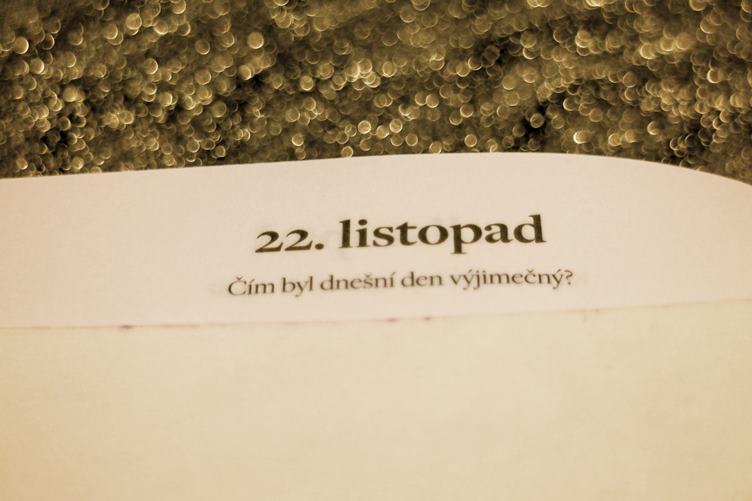 22. listopad
Čím byl dnešní den výjimečný?